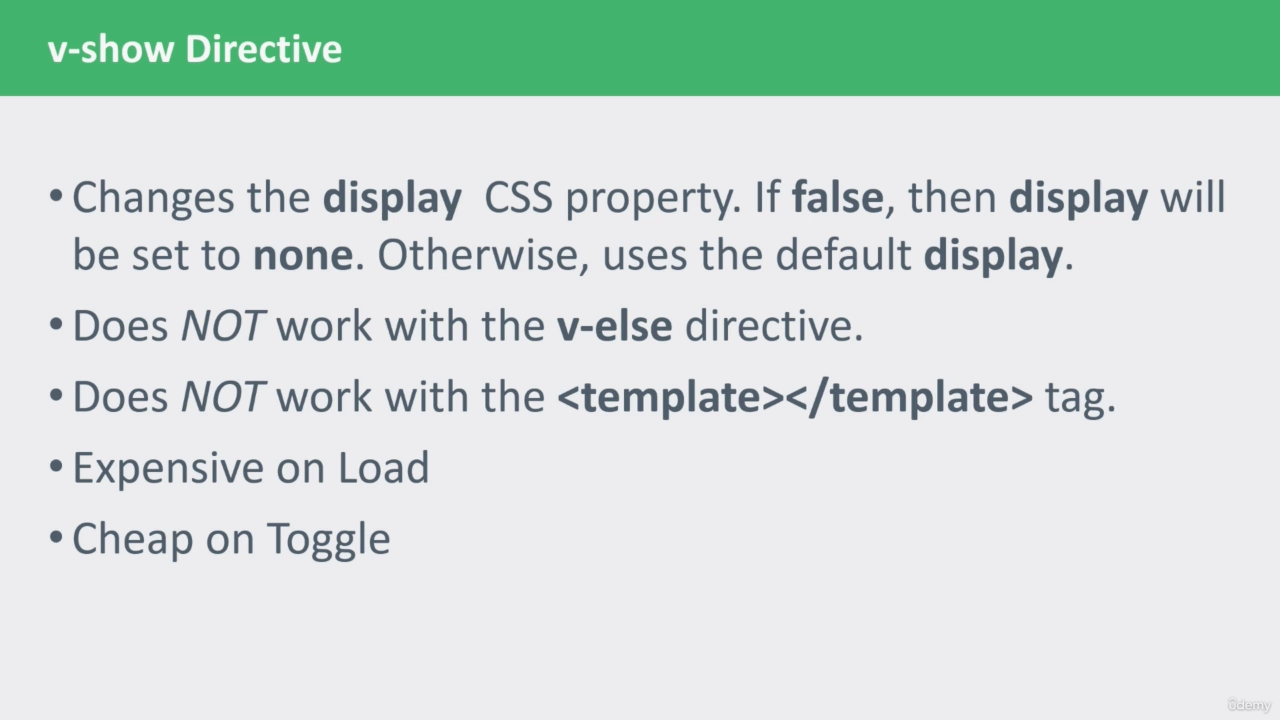 v-show Directive
• Changes the display CSS property. If false, then display will
be set to none. Otherwise, uses the default display.
• Does NOT work with the v-else directive.
• Does NOT work with the <template></template> tag.
• Expensive on Load
• Cheap on Toggle
ûdemy